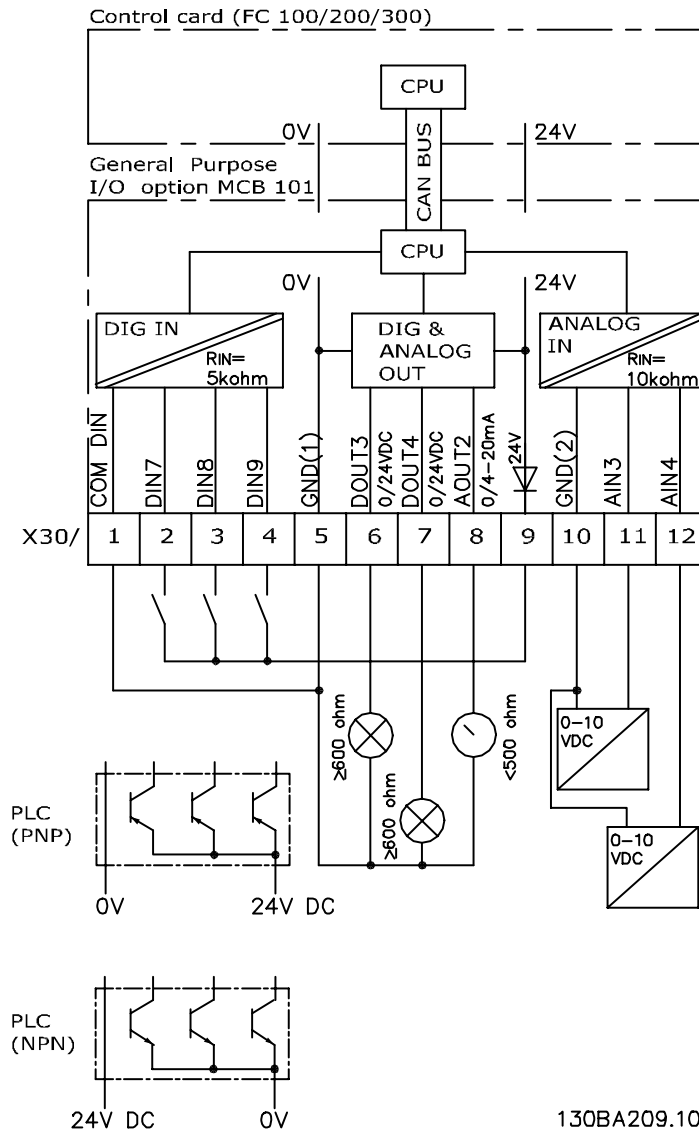 Control card (FC 100/200/300)
CPU
0V
24V
CAN BUS
General Purpose
I/O option MCB 101
CPU
0V
24V
DIG IN
RIN=
5kohm
DIG &
ANALOG
OUT
ANALOG
IN
RIN=
10kohm
COM DIN
DIN7
DIN8
DIN9
GND(1)
DOUT3
0/24VDC
DOUT4
0/24VDC
AOUT2
0/4-20mA
24V
GND(2)
AIN3
AIN4
X30/ 1 2 3 4 5 6 7 8 9 10 11 12
≥600 ohm
≥600 ohm
<500 ohm
0-10
VDC
0-10
VDC
PLC
(PNP)
0V 24V DC
PLC
(NPN)
24V DC 0V
130BA209.10